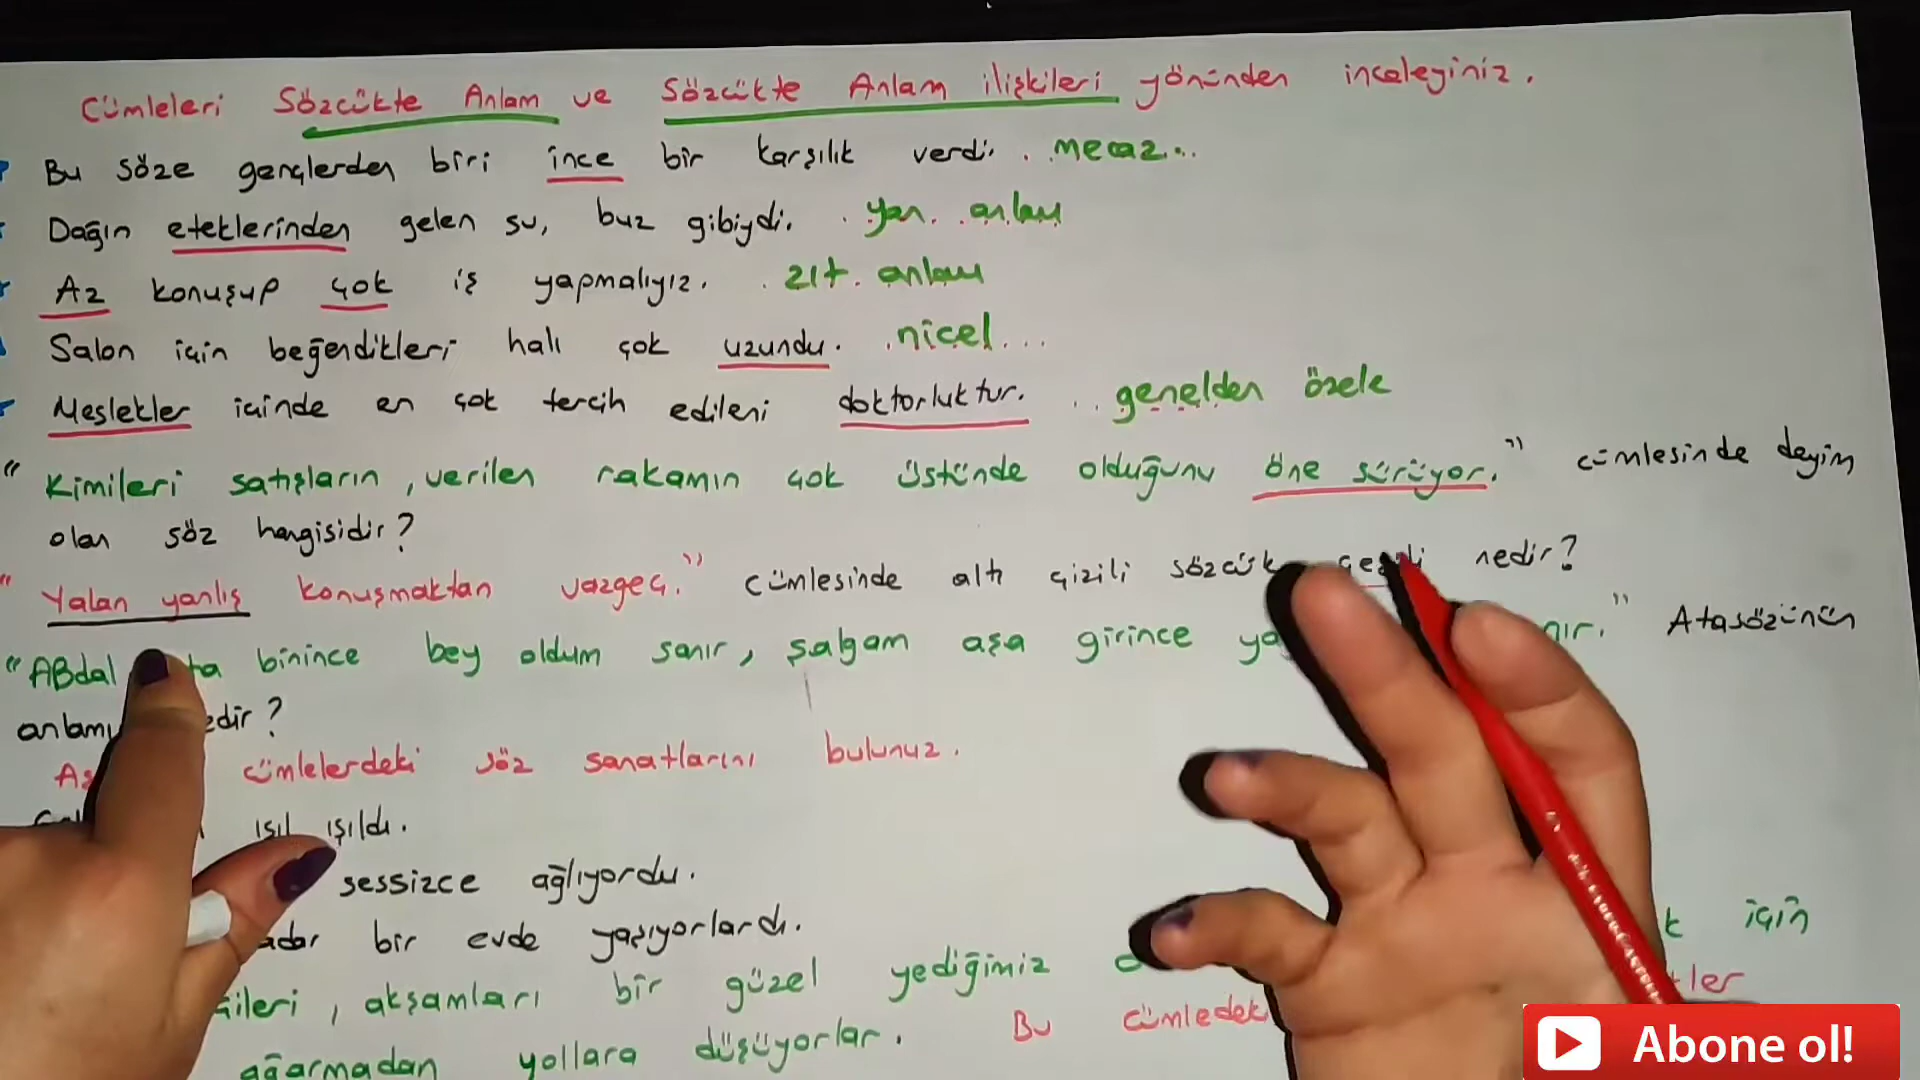 Cümleleri Sözcükte Anlam ve Sözcükte Anlam ilişkileri yönünden inceleyiniz.
Bu söze gençlerden biri ince bir karşılık verdi. mecaz...
Dağın eteklerinden gelen su, buz gibiydi. yan anlam
Az konuşup çok iş yapmalıyız. zıt anlam
Salon için beğendikleri halı çok uzundu. nicel...
Meslekler içinde en çok tercih edileni doktorluktur. genelden özele
"Kimileri satışların, verilen rakamın çok üstünde olduğunu öne sürüyor." cümlesinde deyim
olan söz hangisidir?
"Yalan yanlış konuşmaktan vazgeç." cümlesinde altı çizili sözcük nedir?
"ABdal binince bey oldum sanır, şalgam aşa girince Atasözünün
cümlelerdeki söz sanatlarını bulunuz.
ışıl ışıldı.
sessizce ağlıyordu.
bir evde yaşıyorlardı.
için
akşamları bir güzel yediğimiz
ağarmadan yollara düşüyorlar. Bu
Abone ol!